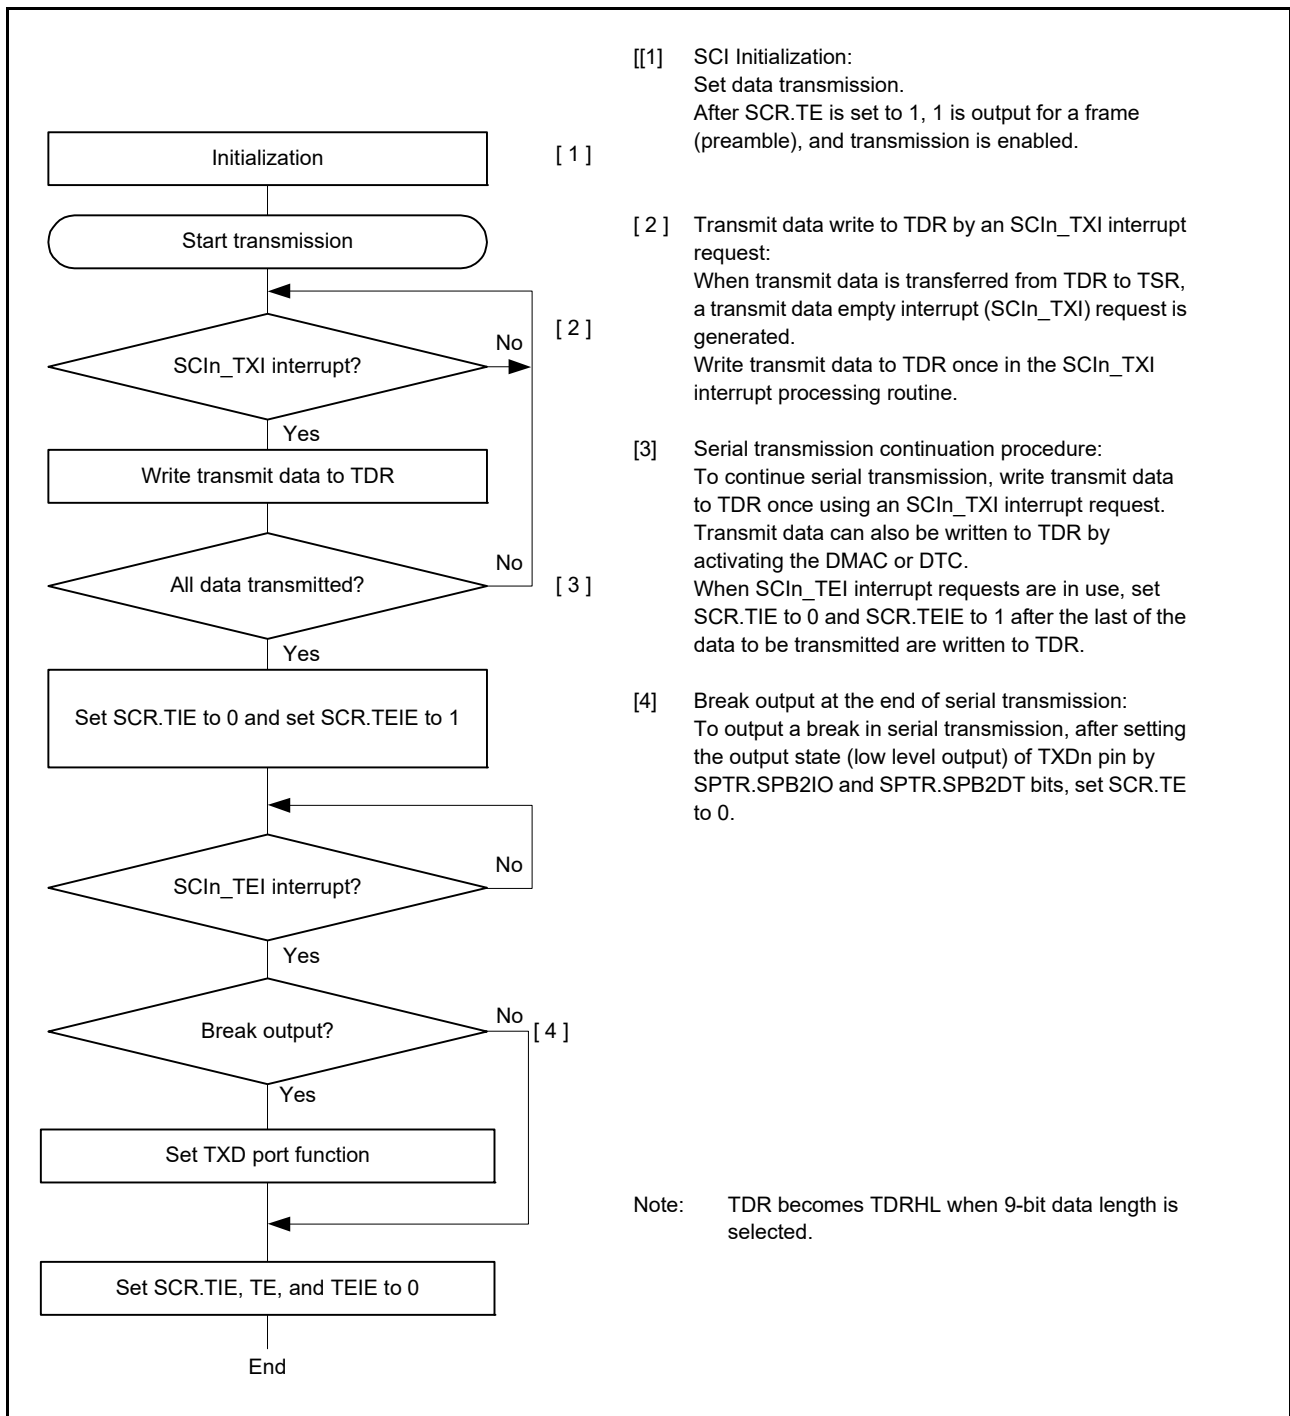 Initialization
[ 1 ]
Start transmission
SCIn_TXI interrupt?
No
[ 2 ]
Yes
Write transmit data to TDR
All data transmitted?
No
[ 3 ]
Yes
Set SCR.TIE to 0 and set SCR.TEIE to 1
SCIn_TEI interrupt?
No
Yes
Break output?
No
[ 4 ]
Yes
Set TXD port function
Set SCR.TIE, TE, and TEIE to 0
End
[[1] SCI Initialization:
Set data transmission.
After SCR.TE is set to 1, 1 is output for a frame
(preamble), and transmission is enabled.
[ 2 ] Transmit data write to TDR by an SCIn_TXI interrupt
request:
When transmit data is transferred from TDR to TSR,
a transmit data empty interrupt (SCIn_TXI) request is
generated.
Write transmit data to TDR once in the SCIn_TXI
interrupt processing routine.
[3] Serial transmission continuation procedure:
To continue serial transmission, write transmit data
to TDR once using an SCIn_TXI interrupt request.
Transmit data can also be written to TDR by
activating the DMAC or DTC.
When SCIn_TEI interrupt requests are in use, set
SCR.TIE to 0 and SCR.TEIE to 1 after the last of the
data to be transmitted are written to TDR.
[4] Break output at the end of serial transmission:
To output a break in serial transmission, after setting
the output state (low level output) of TXDn pin by
SPTR.SPB2IO and SPTR.SPB2DT bits, set SCR.TE
to 0.
Note: TDR becomes TDRHL when 9-bit data length is
selected.